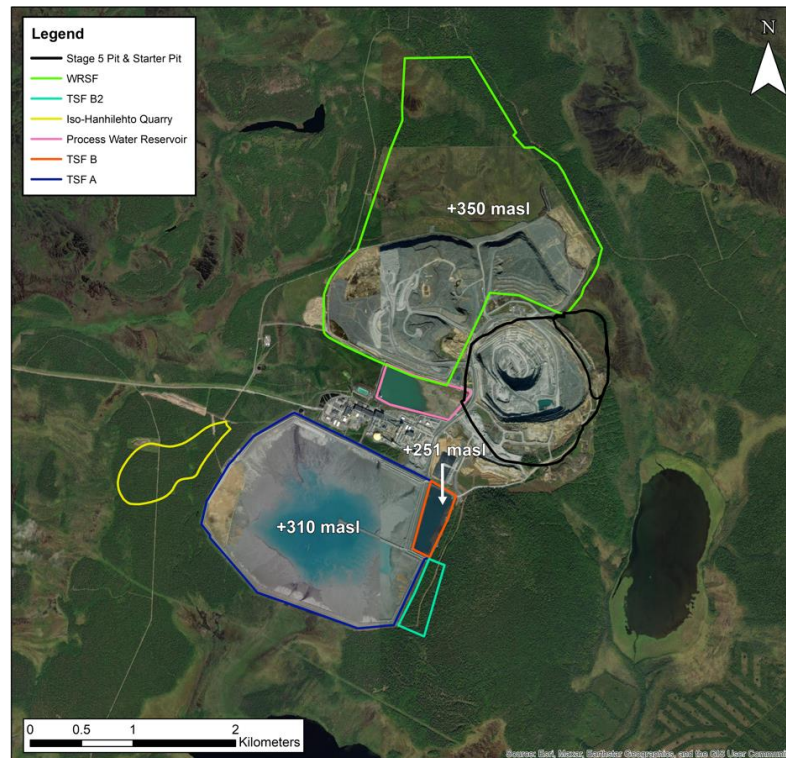 Legend
Stage 5 Pit & Starter Pit
WRSF
TSF B2
Iso-Hanhilehto Quarry
Process Water Reservoir
TSF B
TSF A
N
+350 masl
+251 masl
+310 masl
0 0.5 1 2
Kilometers
Source: Esri, Maxar, Earthstar Geographics, and the GIS User Communi